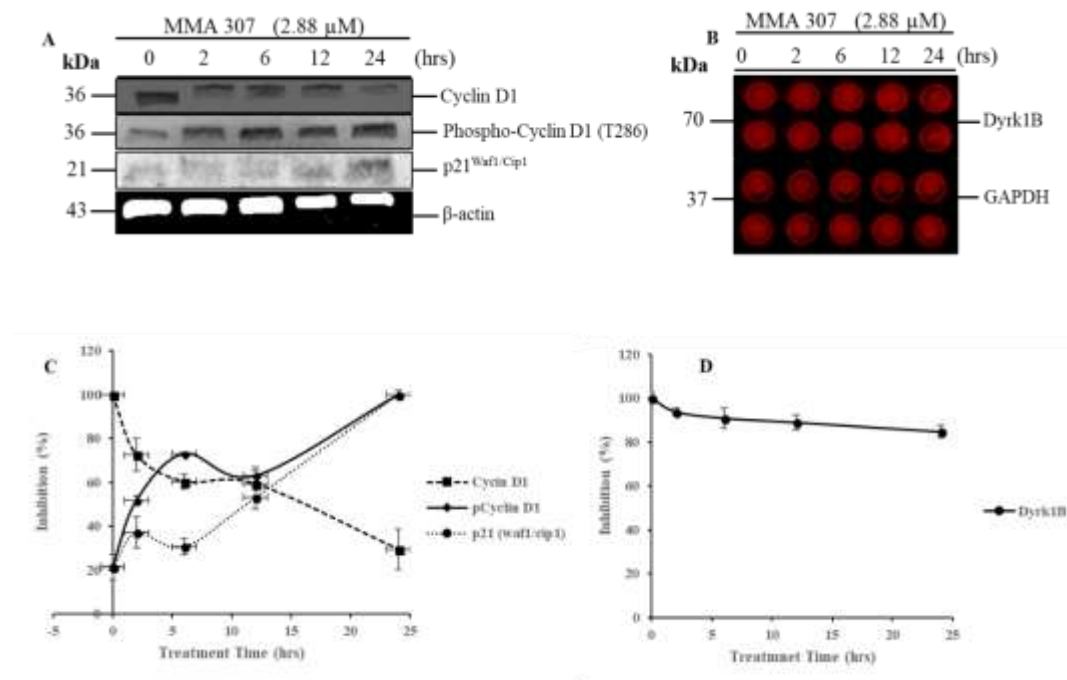 A
MMA 307 (2.88 µM)
kDa 0 2 6 12 24 (hrs)
36 Cyclin D1
36 Phospho-Cyclin D1 (T286)
21 p21Waf1/Cip1
43 β-actin
B
MMA 307 (2.88 µM)
kDa 0 2 6 12 24 (hrs)
70 Dyrk1B
37 GAPDH
C
120
100
80
60
40
20
0
-5 0 5 10 15 20 25
Inhibition (%)
Treatment Time (hrs)
Cycin D1
pCyclin D1
p21 (waf1/cip1)
D
120
100
80
60
40
20
0
0 5 10 15 20 25
Inhibition (%)
Treatmnet Time (hrs)
Dyrk1B